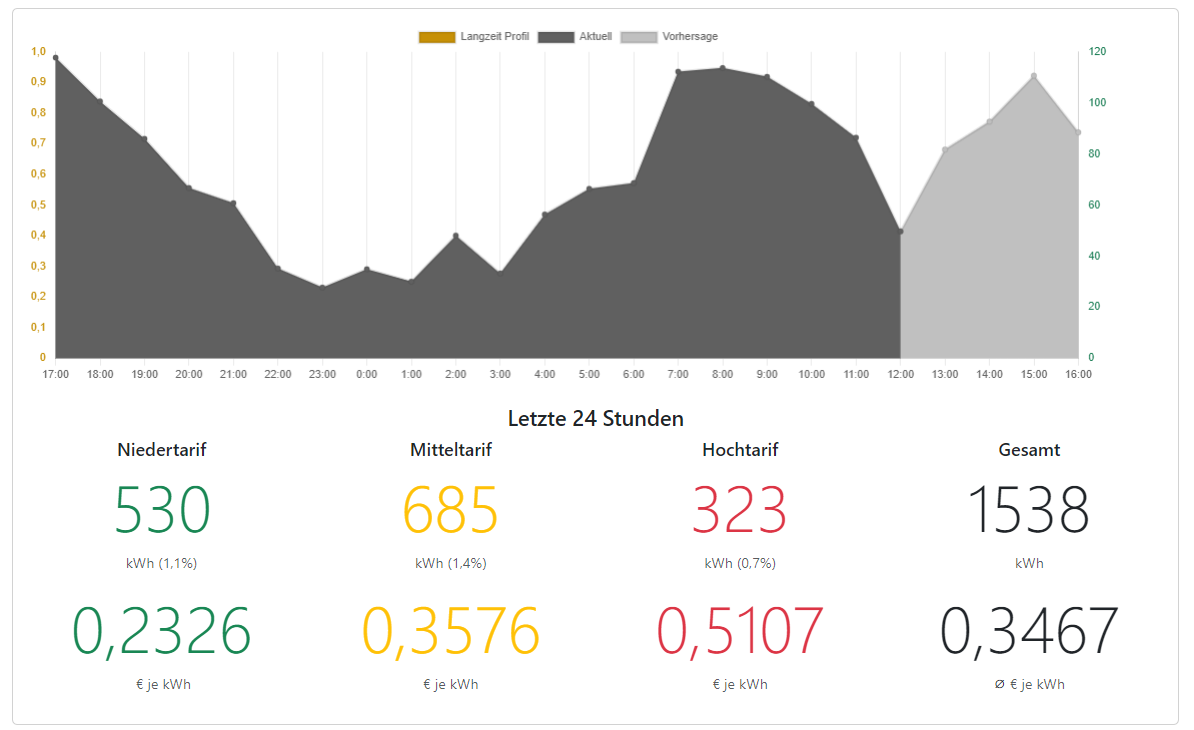 Langzeit Profil Aktuell Vorhersage
1,0 120
0,9
0,8 100
0,7
80
0,6
0,5 60
0,4
40
0,3
0,2 20
0,1
0 0
17:00 18:00 19:00 20:00 21:00 22:00 23:00 0:00 1:00 2:00 3:00 4:00 5:00 6:00 7:00 8:00 9:00 10:00 11:00 12:00 13:00 14:00 15:00 16:00
Letzte 24 Stunden
Niedertarif Mitteltarif Hochtarif Gesamt
530 685 323 1538
kWh (1,1%) kWh (1,4%) kWh (0,7%) kWh
0,2326 0,3576 0,5107 0,3467
€ je kWh € je kWh € je kWh Ø € je kWh